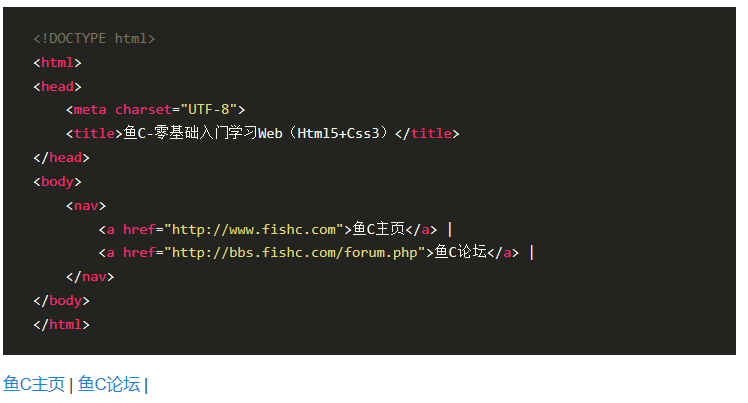 <!DOCTYPE html>
<html>
<head>
    <meta charset="UTF-8">
    <title>鱼C-零基础入门学习Web（Html5+Css3）</title>
</head>
<body>
    <nav>
        <a href="http://www.fishc.com">鱼C主页</a> |
        <a href="http://bbs.fishc.com/forum.php">鱼C论坛</a> |
    </nav>
</body>
</html>
鱼C主页 | 鱼C论坛 |